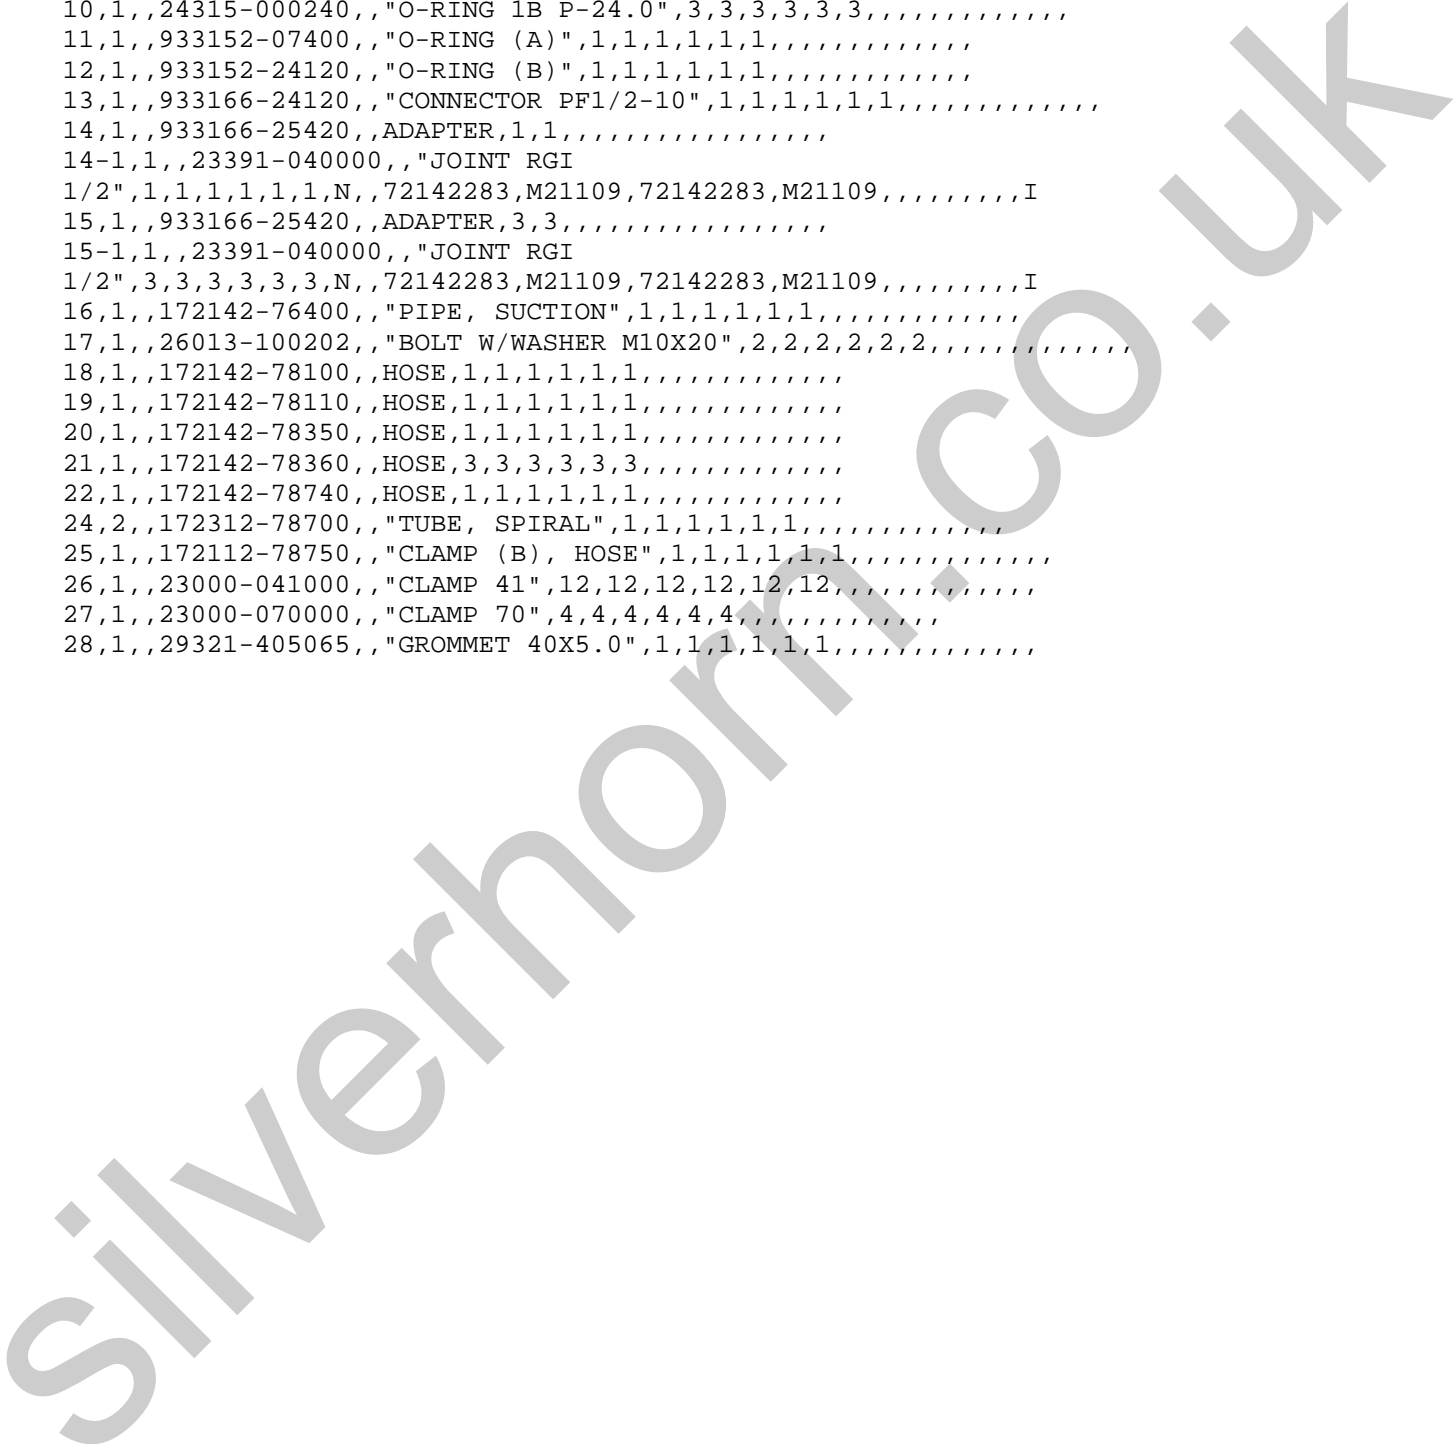 10,1,,24315-000240,,"O-RING 1B P-24.0",3,3,3,3,3,3,,,,,,,,,,,,,
11,1,,933152-07400,,"O-RING (A)",1,1,1,1,1,1,,,,,,,,,,,,,
12,1,,933152-24120,,"O-RING (B)",1,1,1,1,1,1,,,,,,,,,,,,,
13,1,,933166-24120,,"CONNECTOR PF1/2-10",1,1,1,1,1,1,,,,,,,,,,,,,
14,1,,933166-25420,,ADAPTER,1,1,,,,,,,,,,,,,,,,,
14-1,1,,23391-040000,,"JOINT RGI
1/2",1,1,1,1,1,1,N,,72142283,M21109,72142283,M21109,,,,,,,,,I
15,1,,933166-25420,,ADAPTER,3,3,,,,,,,,,,,,,,,,,
15-1,1,,23391-040000,,"JOINT RGI
1/2",3,3,3,3,3,3,N,,72142283,M21109,72142283,M21109,,,,,,,,,I
16,1,,172142-76400,,"PIPE, SUCTION",1,1,1,1,1,1,,,,,,,,,,,,,
17,1,,26013-100202,,"BOLT W/WASHER M10X20",2,2,2,2,2,2,,,,,,,,,,,,,
18,1,,172142-78100,,HOSE,1,1,1,1,1,1,,,,,,,,,,,,,
19,1,,172142-78110,,HOSE,1,1,1,1,1,1,,,,,,,,,,,,,
20,1,,172142-78350,,HOSE,1,1,1,1,1,1,,,,,,,,,,,,,
21,1,,172142-78360,,HOSE,3,3,3,3,3,3,,,,,,,,,,,,,
22,1,,172142-78740,,HOSE,1,1,1,1,1,1,,,,,,,,,,,,,
24,2,,172312-78700,,"TUBE, SPIRAL",1,1,1,1,1,1,,,,,,,,,,,,,
25,1,,172112-78750,,"CLAMP (B), HOSE",1,1,1,1,1,1,,,,,,,,,,,,,
26,1,,23000-041000,,"CLAMP 41",12,12,12,12,12,12,,,,,,,,,,,,,
27,1,,23000-070000,,"CLAMP 70",4,4,4,4,4,4,,,,,,,,,,,,,
28,1,,29321-405065,,"GROMMET 40X5.0",1,1,1,1,1,1,,,,,,,,,,,,,
silverhorn.co.uk